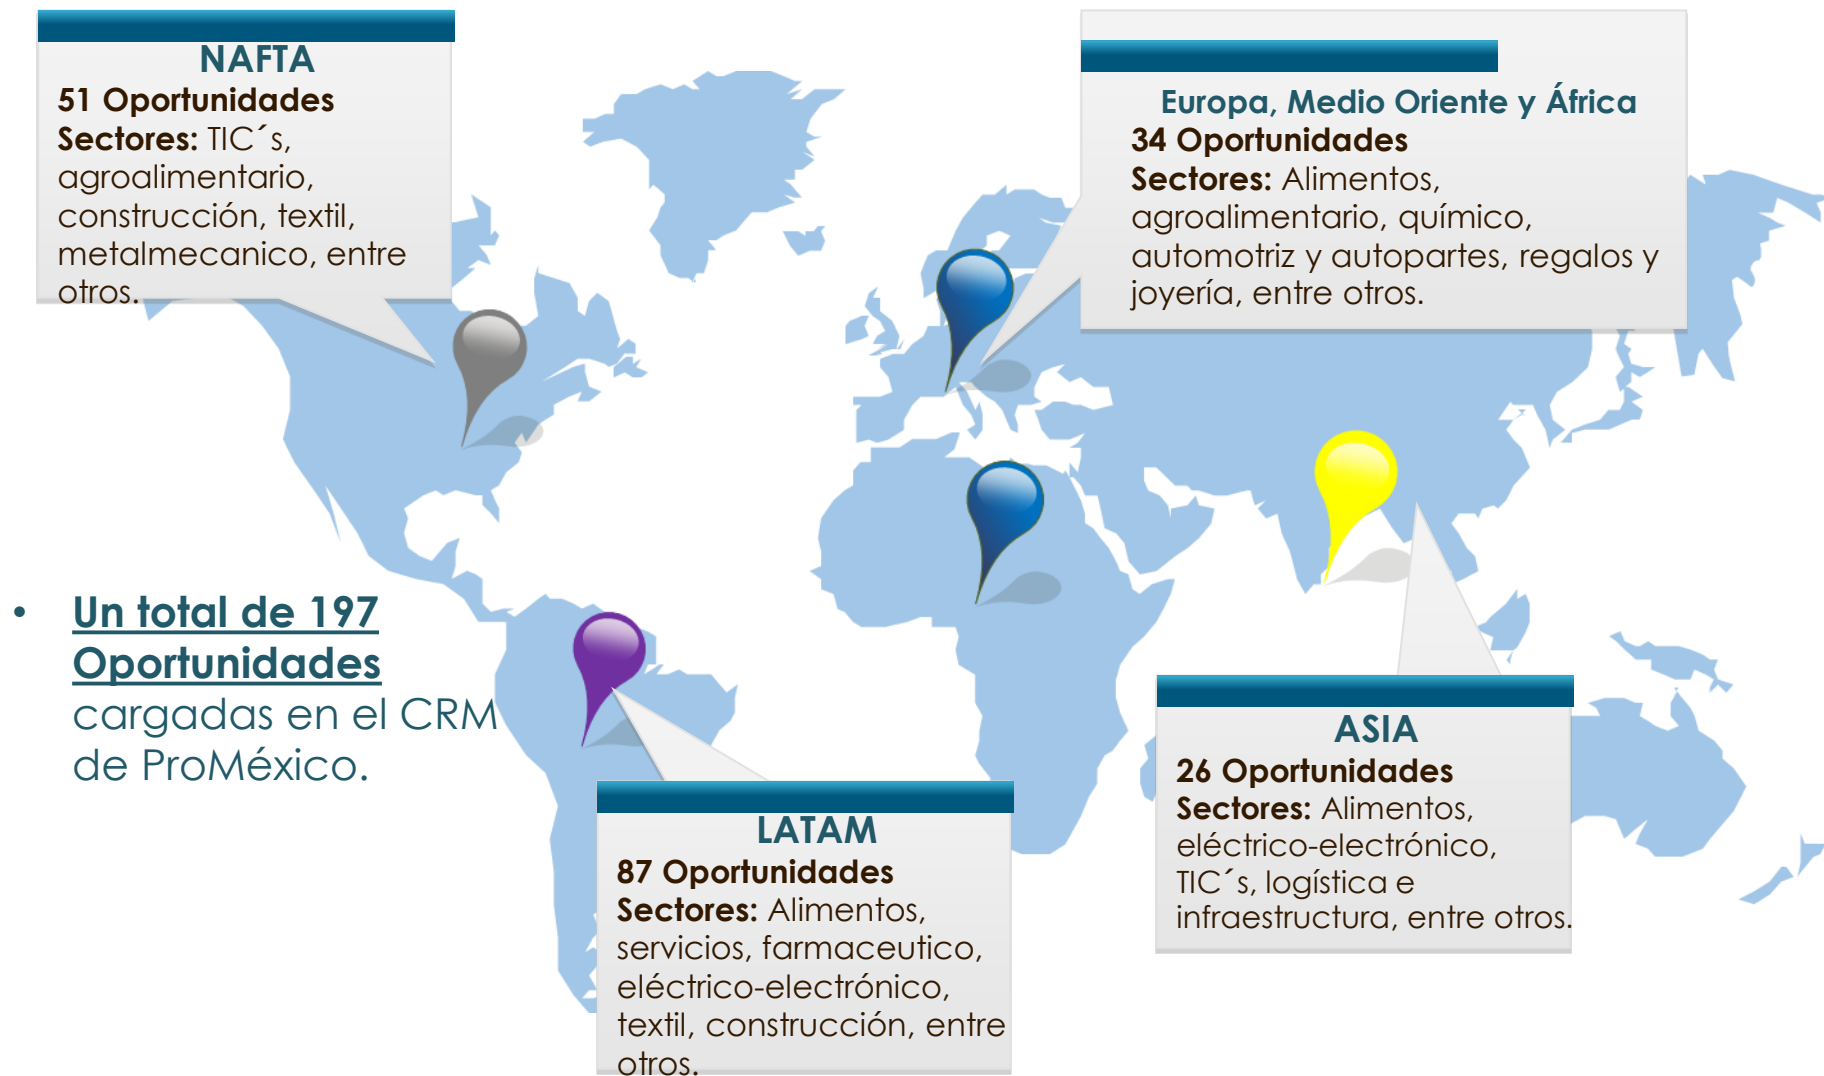 NAFTA
51 Oportunidades
Sectores: TIC´s,
agroalimentario,
construcción, textil,
metalmecanico, entre
otros.
Europa, Medio Oriente y África
34 Oportunidades
Sectores: Alimentos,
agroalimentario, químico,
automotriz y autopartes, regalos y
joyería, entre otros.
• Un total de 197
Oportunidades
cargadas en el CRM
de ProMéxico.
LATAM
87 Oportunidades
Sectores: Alimentos,
servicios, farmaceutico,
eléctrico-electrónico,
textil, construcción, entre
otros.
ASIA
26 Oportunidades
Sectores: Alimentos,
eléctrico-electrónico,
TIC´s, logística e
infraestructura, entre otros.